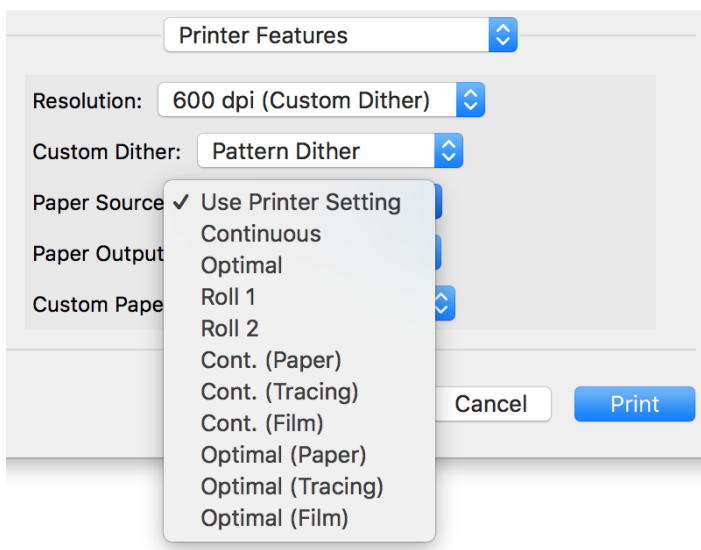 Printer Features
Resolution: 600 dpi (Custom Dither)
Custom Dither: Pattern Dither
Paper Source ✓ Use Printer Setting
Continuous
Paper Output
Optimal
Roll 1
Custom Pape
Roll 2
Cont. (Paper)
Cont. (Tracing)
Cont. (Film)
Optimal (Paper)
Optimal (Tracing)
Optimal (Film)
Cancel Print